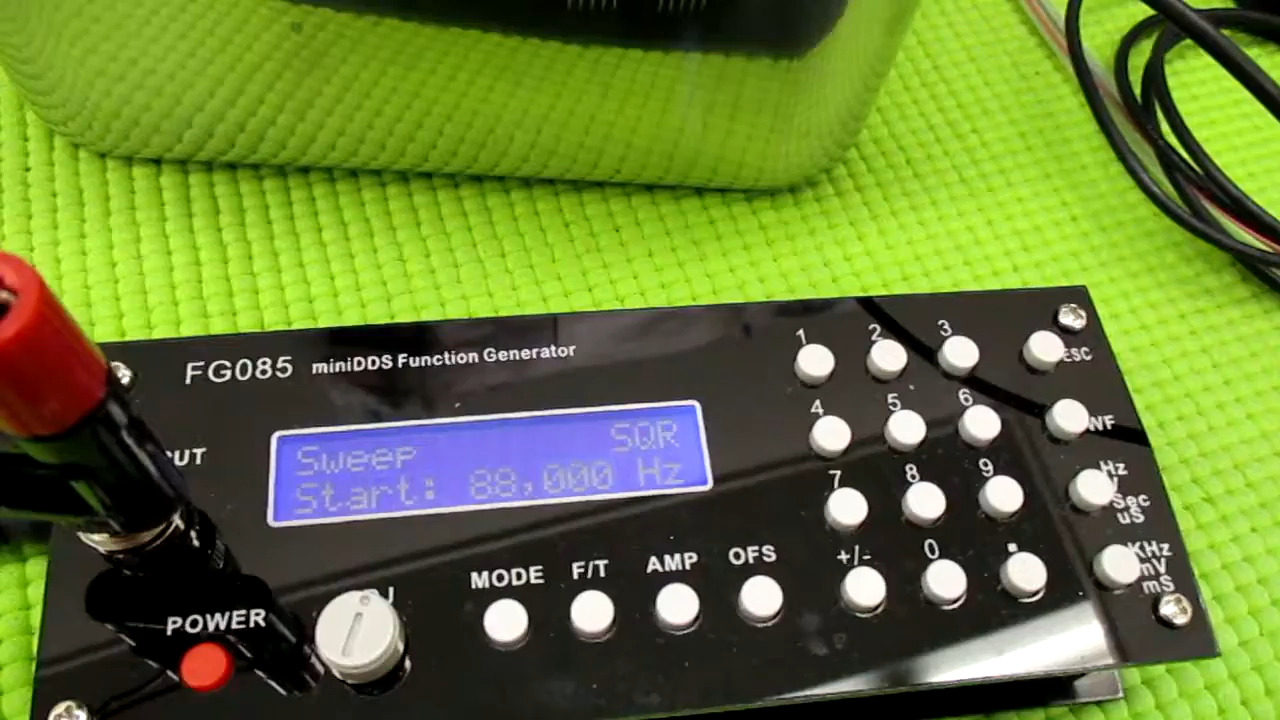 FG085 miniDDS Function Generator
Sweep SQR
Start: 88,000 Hz
POWER
MODE F/T AMP OFS
1 2 3 ESC
4 5 6 WF
7 8 9 Hz
Sec
uS
+/- 0 . KHz
mV
mS